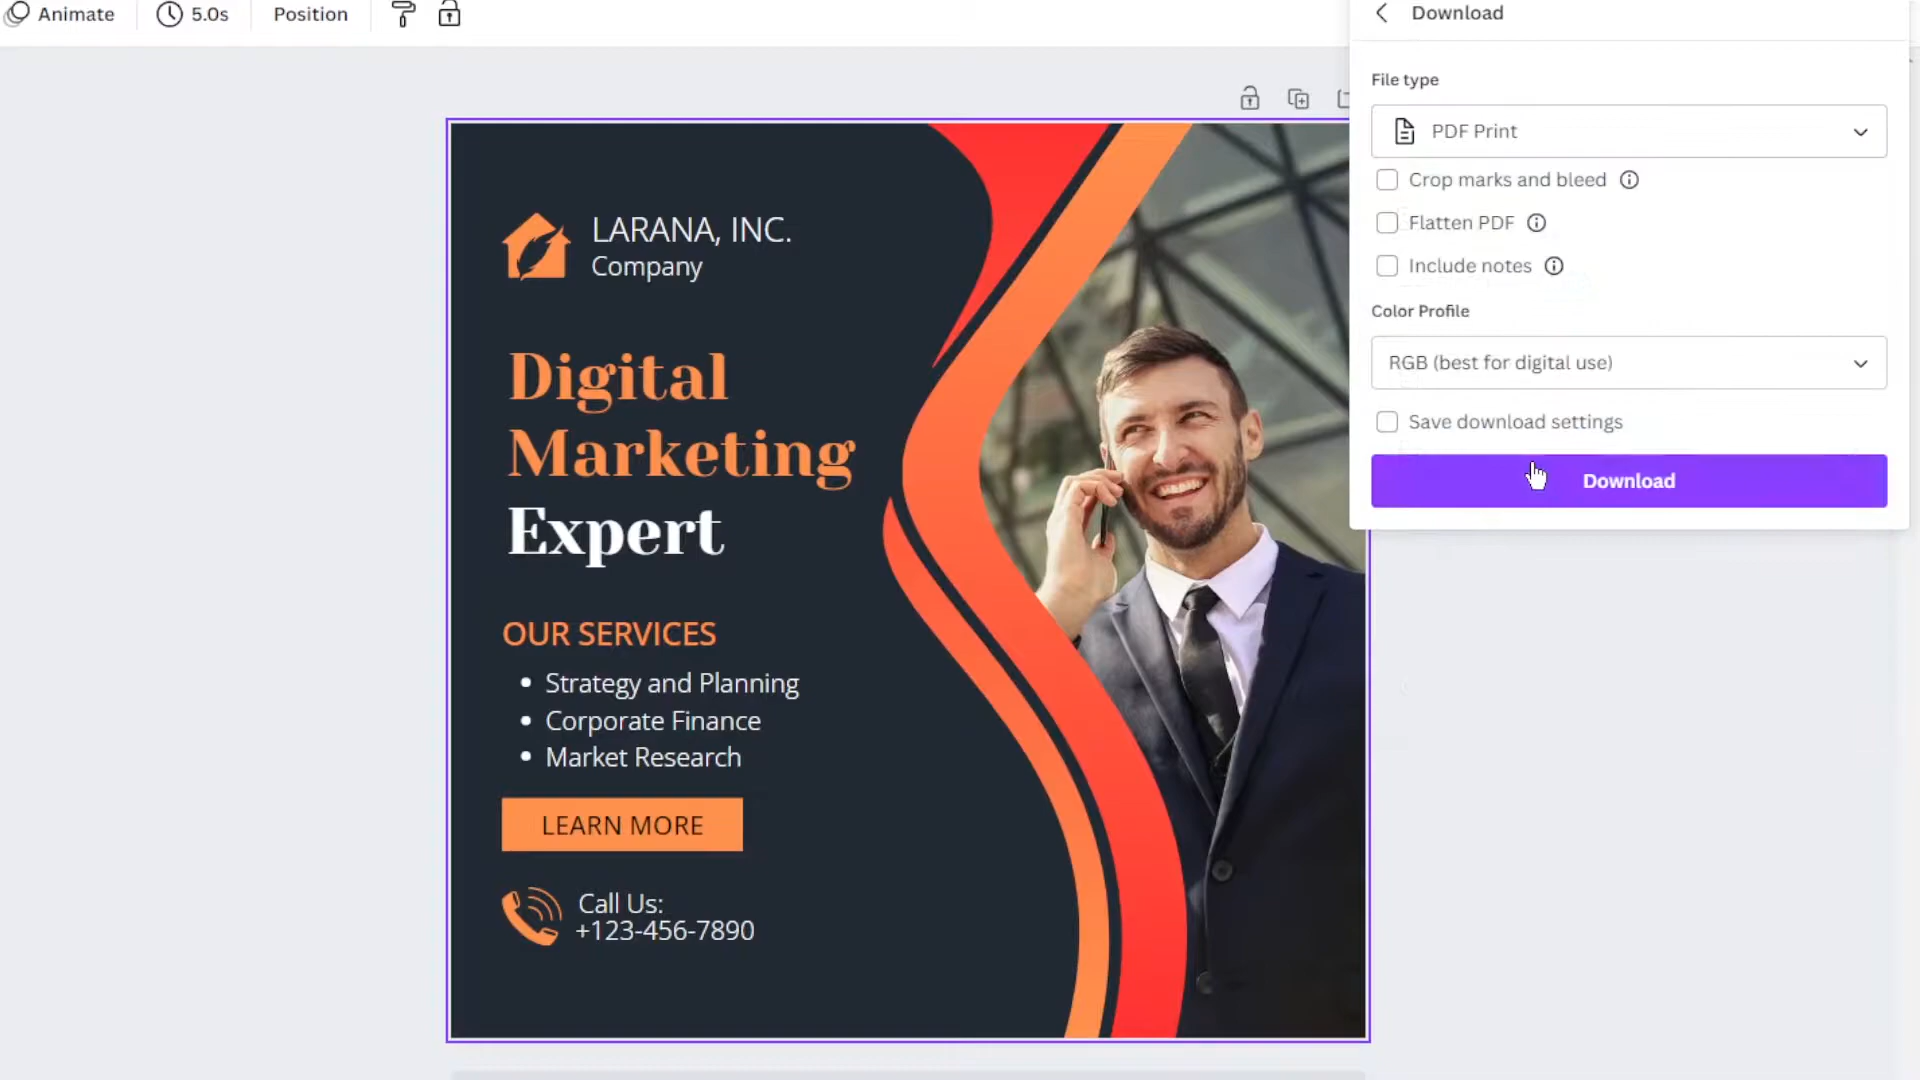 Animate
5.0s
Position
Download
File type
PDF Print
Crop marks and bleed
Flatten PDF
Include notes
Color Profile
RGB (best for digital use)
Save download settings
Download
LARANA, INC.
Company
Digital
Marketing
Expert
OUR SERVICES
• Strategy and Planning
• Corporate Finance
• Market Research
LEARN MORE
Call Us:
+123-456-7890